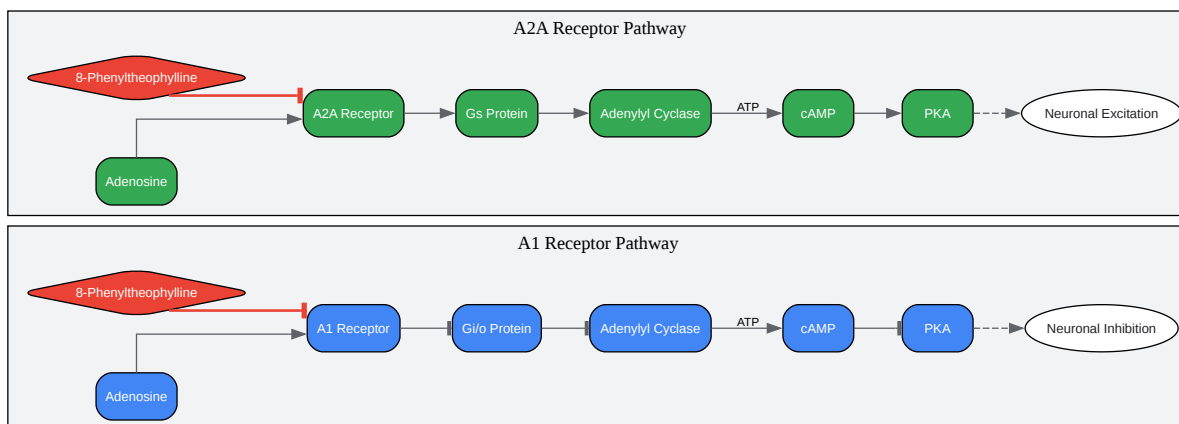 A2A Receptor Pathway
8-Phenyltheophylline
A2A Receptor
Gs Protein
Adenylyl Cyclase
ATP
cAMP
PKA
Neuronal Excitation
Adenosine
A1 Receptor Pathway
8-Phenyltheophylline
A1 Receptor
Gi/o Protein
Adenylyl Cyclase
ATP
cAMP
PKA
Neuronal Inhibition
Adenosine